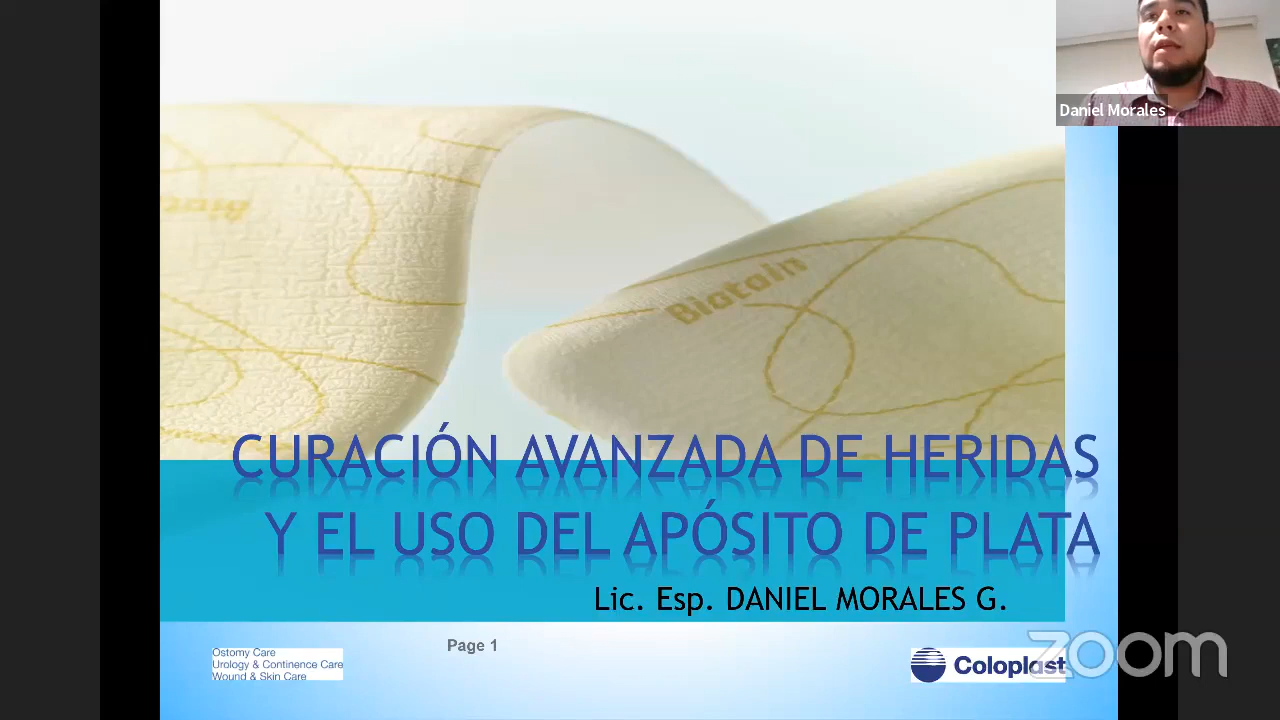 Daniel Morales
Biatain
Biatain
CURACIÓN AVANZADA DE HERIDAS
Y EL USO DEL APÓSITO DE PLATA
Lic. Esp. DANIEL MORALES G.
Ostomy Care
Urology & Continence Care
Wound & Skin Care
Page 1
Coloplast
zoom